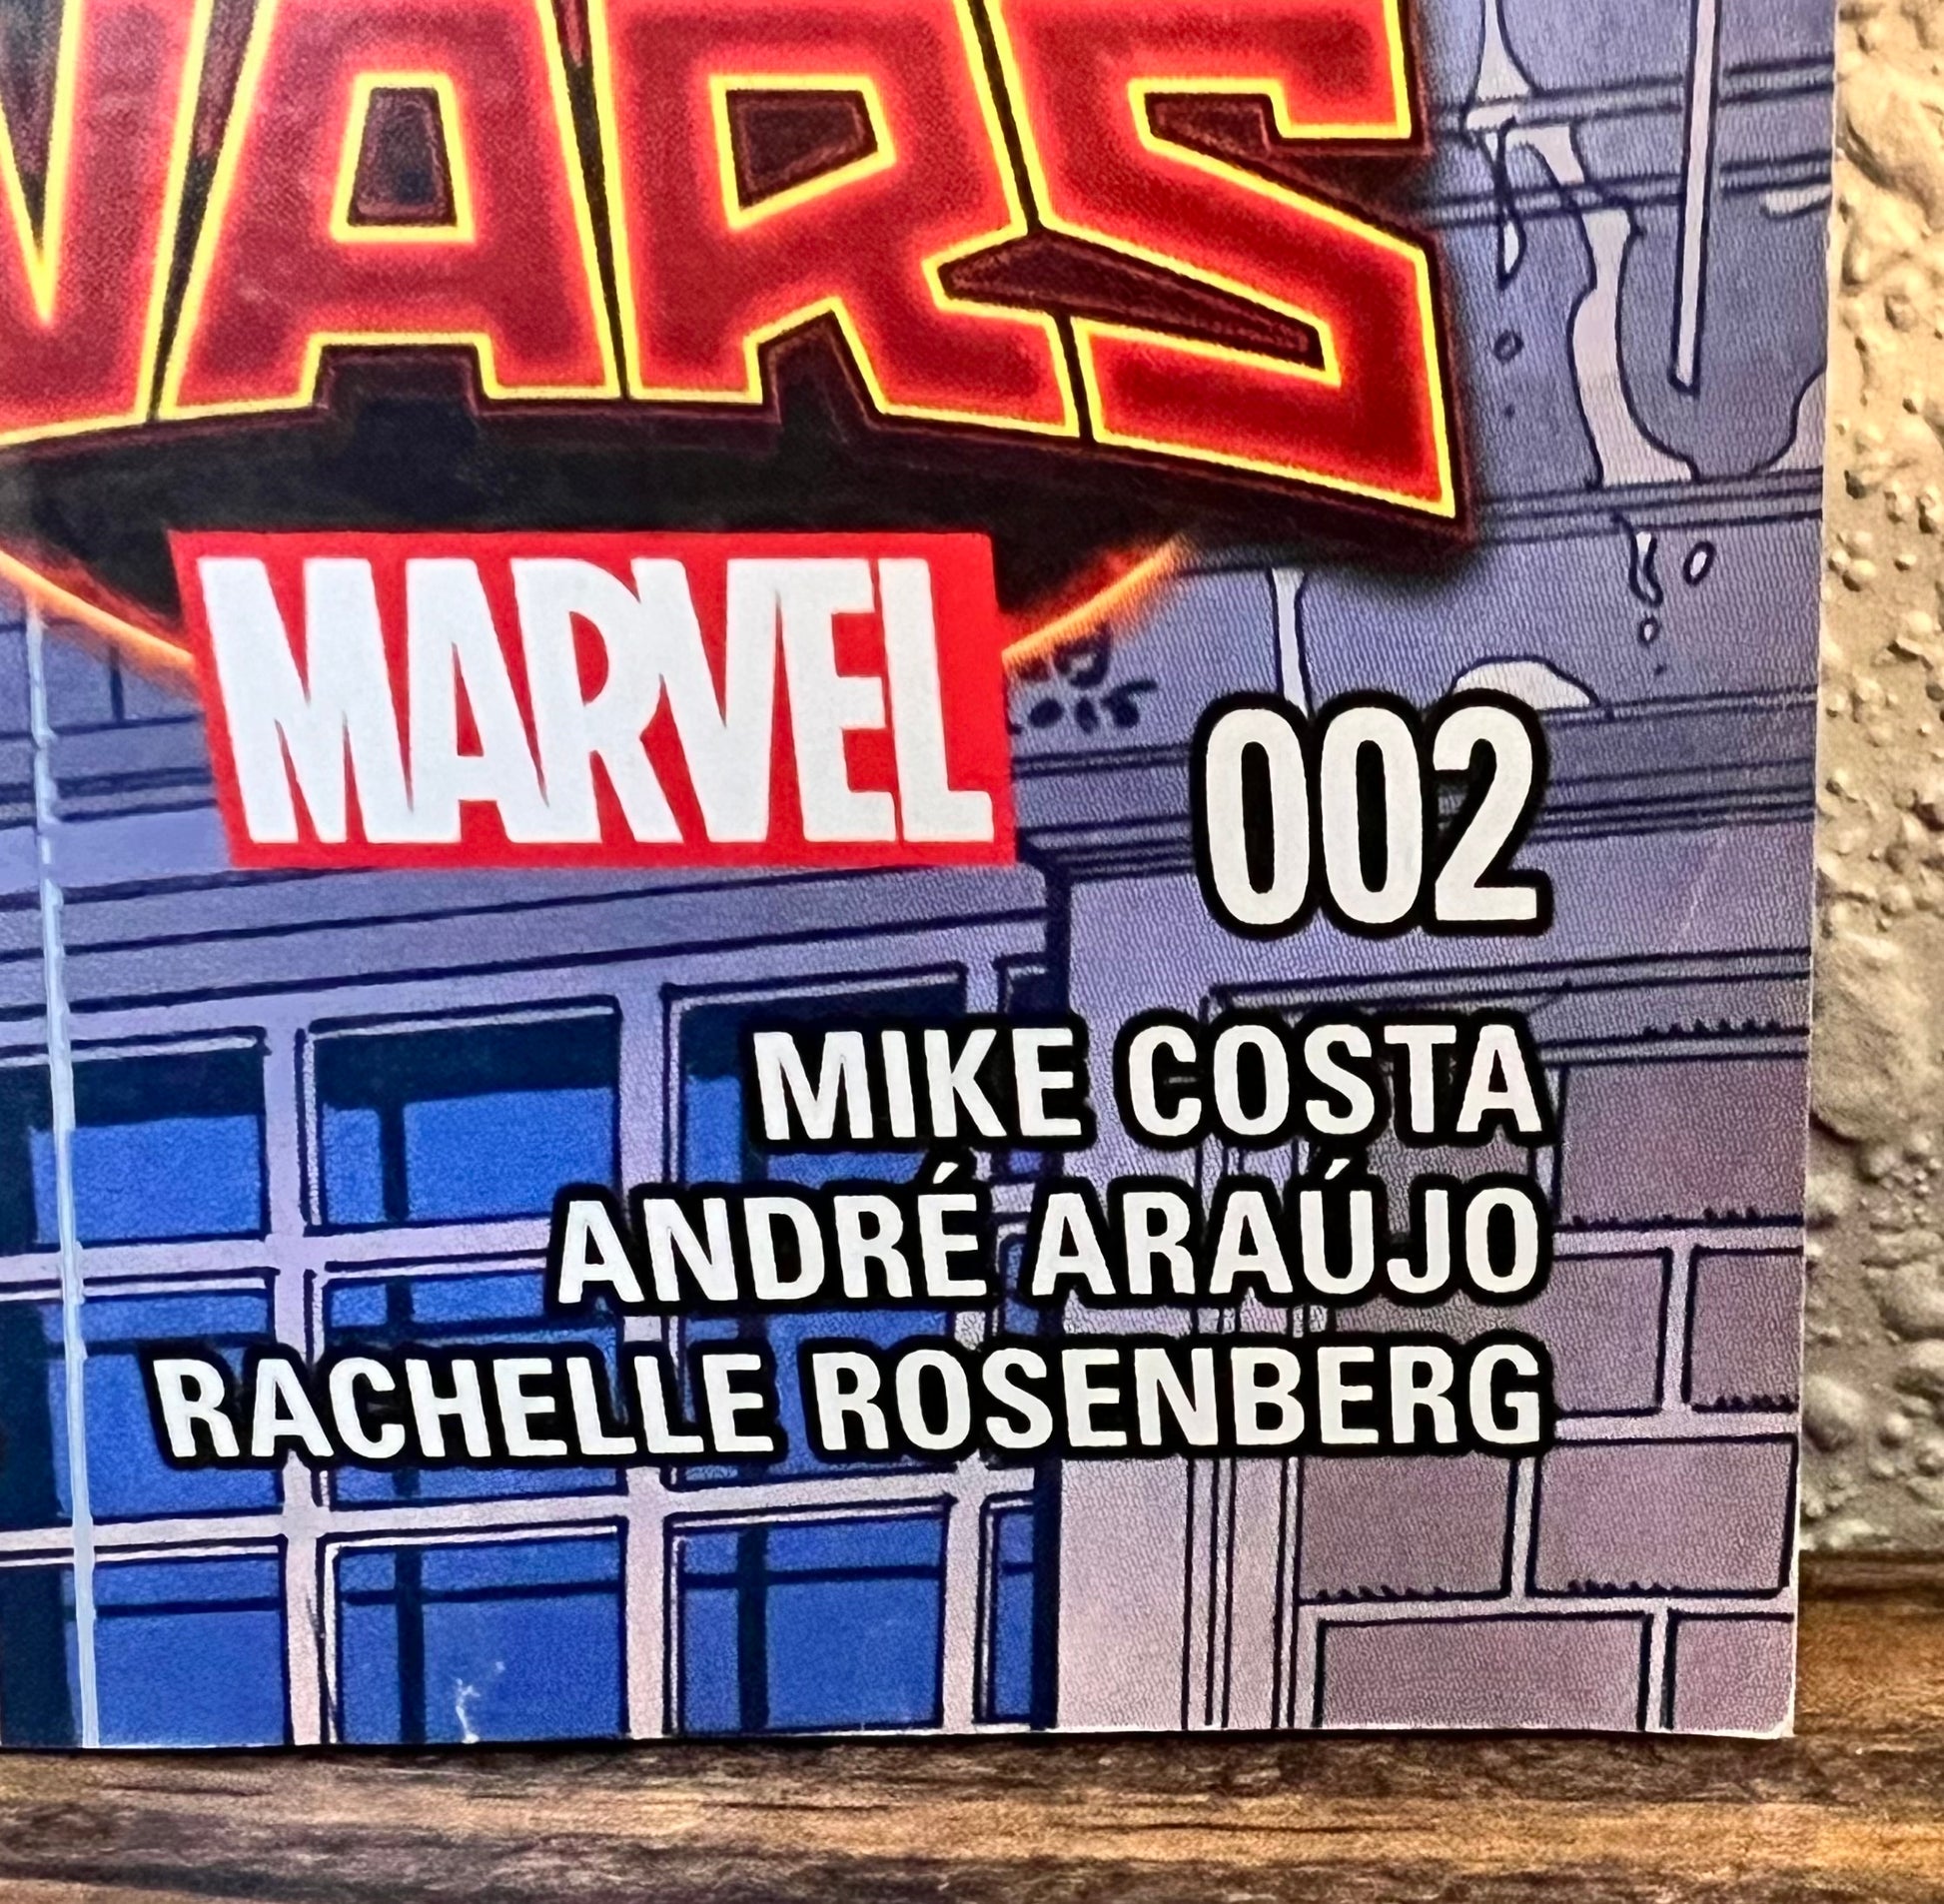 WARS
MARVEL
002
MIKE COSTA
ANDRÉ ARAÚJO
RACHELLE ROSENBERG